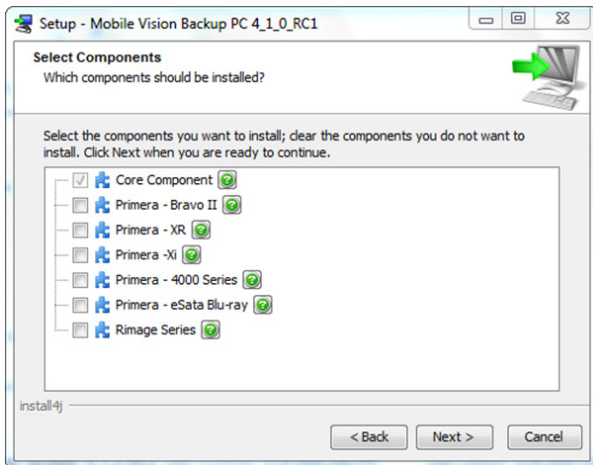 Setup - Mobile Vision Backup PC 4_1_0_RC1
Select Components
Which components should be installed?
Select the components you want to install; clear the components you do not want to
install. Click Next when you are ready to continue.
Core Component
Primera - Bravo II
Primera - XR
Primera -Xi
Primera - 4000 Series
Primera - eSata Blu-ray
Rimage Series
install4j
< Back
Next >
Cancel